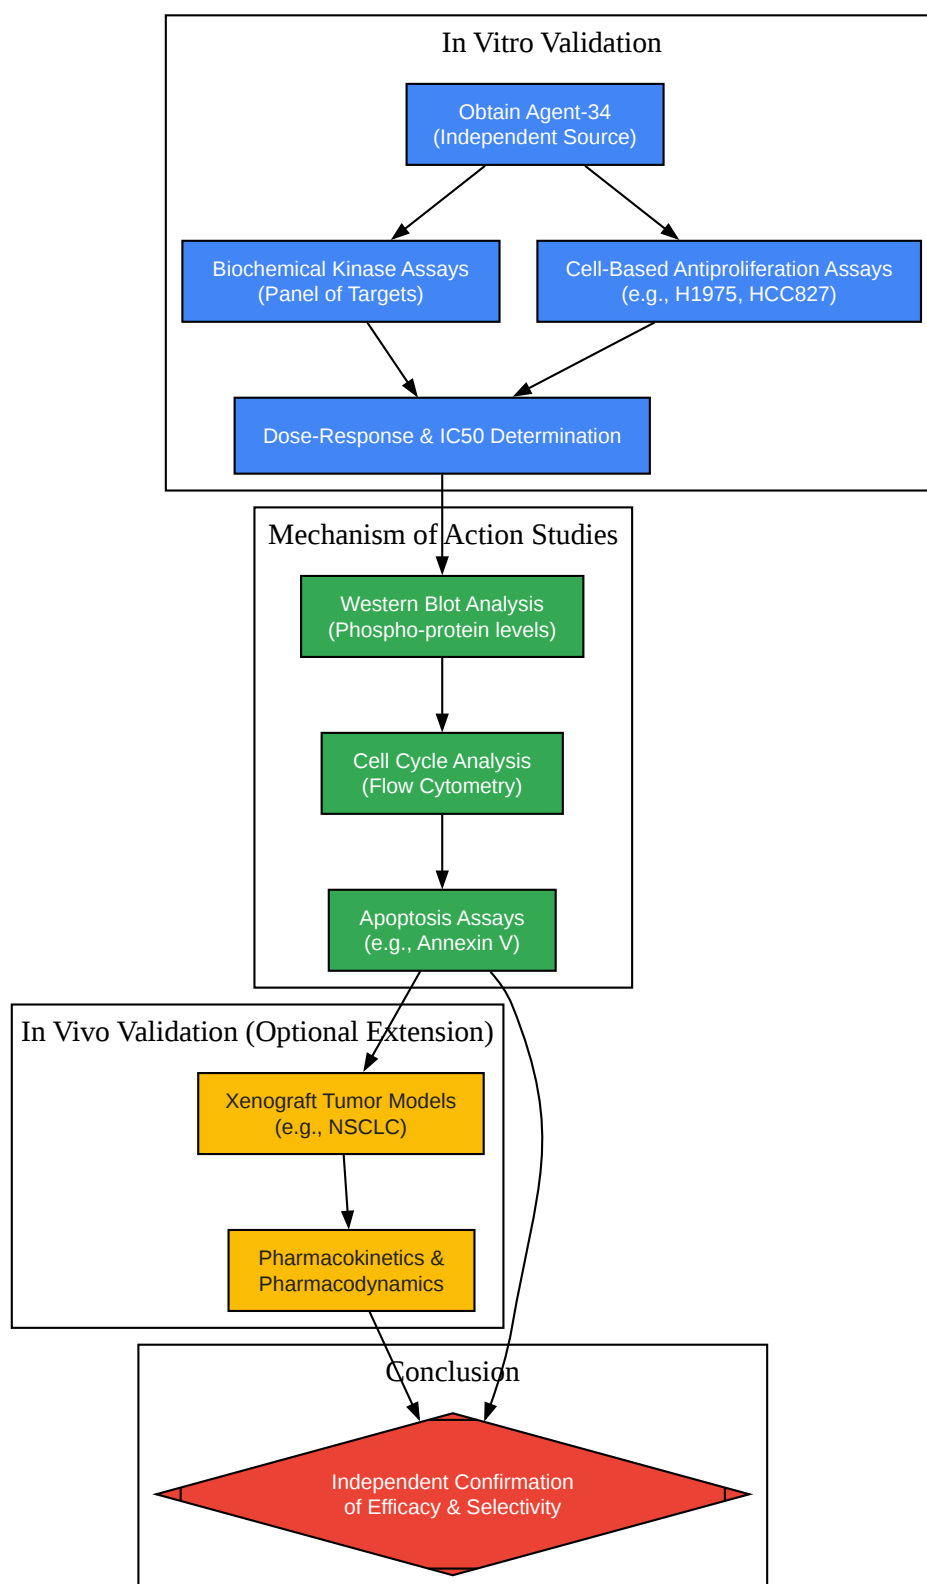 In Vitro Validation
Obtain Agent-34
(Independent Source)
Biochemical Kinase Assays
(Panel of Targets)
Cell-Based Antiproliferation Assays
(e.g., H1975, HCC827)
Dose-Response & IC50 Determination
Mechanism of Action Studies
Western Blot Analysis
(Phospho-protein levels)
Cell Cycle Analysis
(Flow Cytometry)
Apoptosis Assays
(e.g., Annexin V)
In Vivo Validation (Optional Extension)
Xenograft Tumor Models
(e.g., NSCLC)
Pharmacokinetics &
Pharmacodynamics
Conclusion
Independent Confirmation
of Efficacy & Selectivity